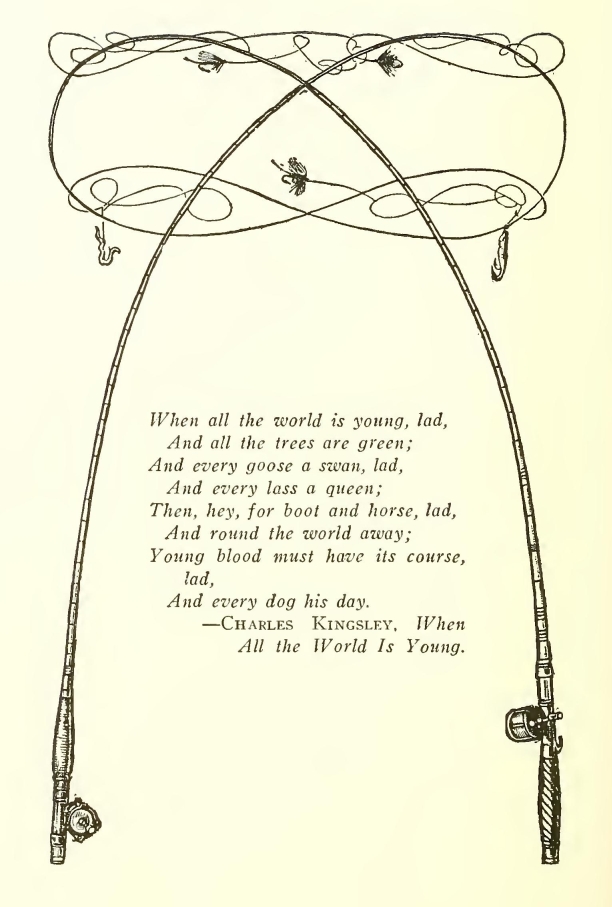 When all the world is young, lad,
And all the trees are green;
And every goose a swan, lad,
And every lass a queen;
Then, hey, for boot and horse, lad,
And round the world away;
Young blood must have its course,
lad,
And every dog his day.
—CHARLES KINGSLEY, When
All the World Is Young.